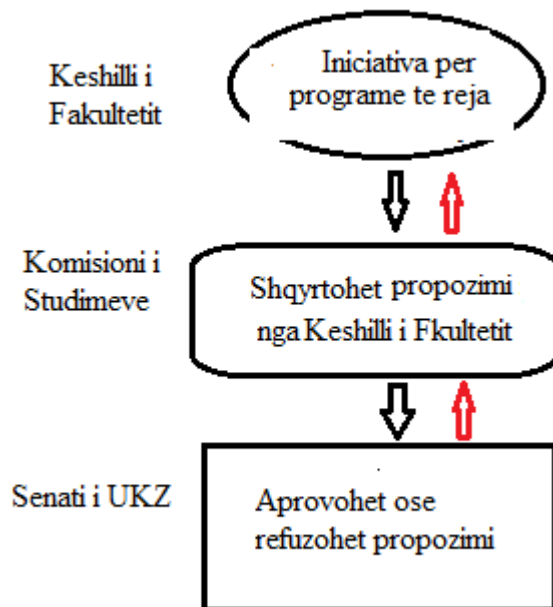 Keshilli i
Fakultetit
Iniciativa per
programe te reja
Komisioni i
Studimeve
Shqyrtohet propozimi
nga Keshilli i Fkultetit
Senati i UKZ
Aprovohet ose
refuzohet propozimi